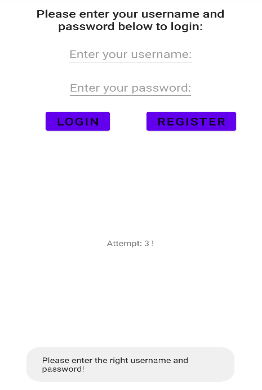 Please enter your username and
password below to login:
Enter your username:
Enter your password:
LOGIN REGISTER
Attempt: 3 !
Please enter the right username and
password!